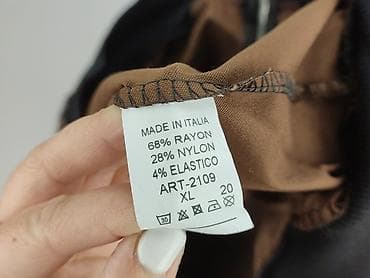 MADE IN ITALIA
68% RAYON
28% NYLON
4% ELASTICO
ART-2109
XL 20
30